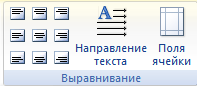 Направление
текста
Поля
ячейки
Выравнивание